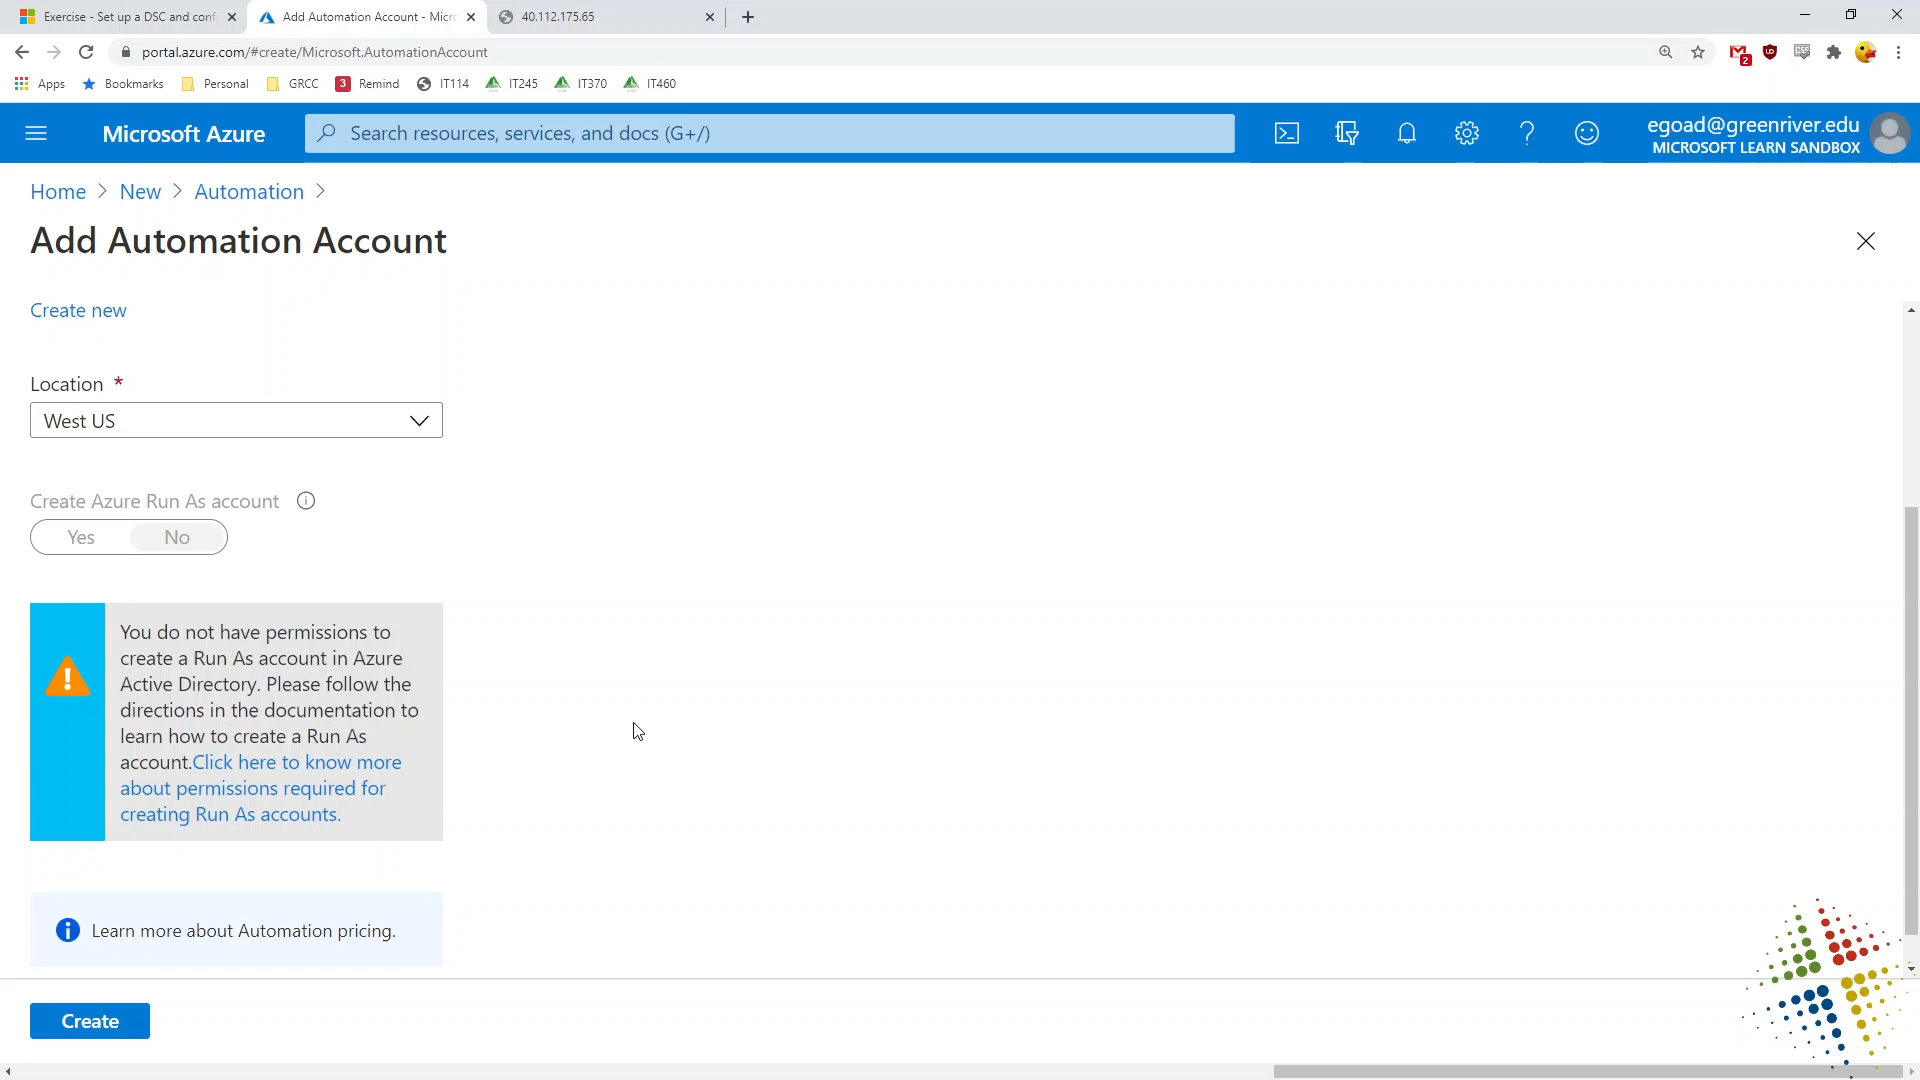 Exercise - Set up a DSC and conf
Add Automation Account - Micro
40.112.175.65
portal.azure.com/#create/Microsoft.AutomationAccount
2
Apps
Bookmarks
Personal
GRCC
3
Remind
IT114
IT245
IT370
IT460
Microsoft Azure
Search resources, services, and docs (G+/)
egoad@greenriver.edu
MICROSOFT LEARN SANDBOX
Home > New > Automation >
Add Automation Account
Create new
Location *
West US
Create Azure Run As account
Yes No
You do not have permissions to
create a Run As account in Azure
Active Directory. Please follow the
directions in the documentation to
learn how to create a Run As
account.Click here to know more
about permissions required for
creating Run As accounts.
Learn more about Automation pricing.
Create